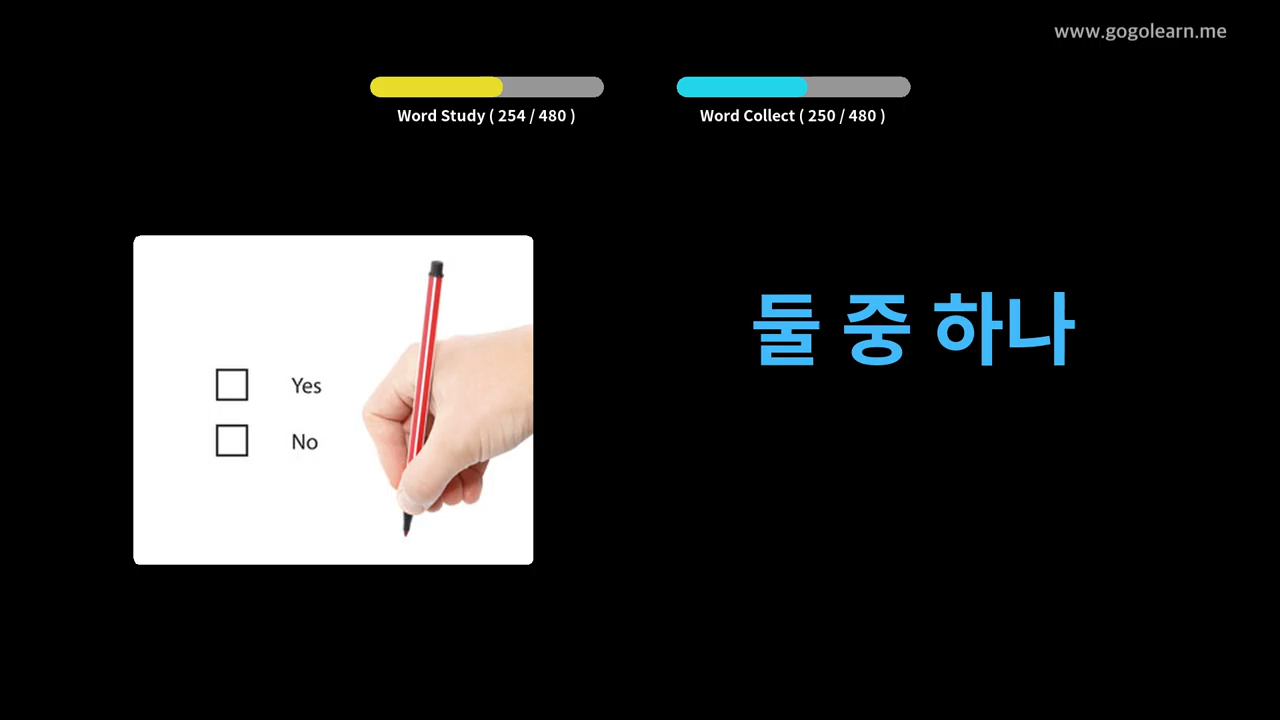 www.gogolearn.me
Word Study ( 254 / 480 )
Word Collect ( 250 / 480 )
Yes
No
둘 중 하나